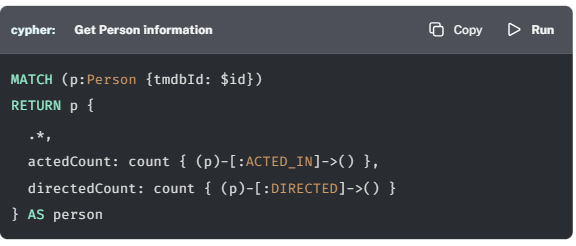 cypher: Get Person information Copy Run
MATCH (p:Person {tmdbId: $id})
RETURN p {
  .*,
  actedCount: count { (p)-[:ACTED_IN]->() },
  directedCount: count { (p)-[:DIRECTED]->() }
} AS person